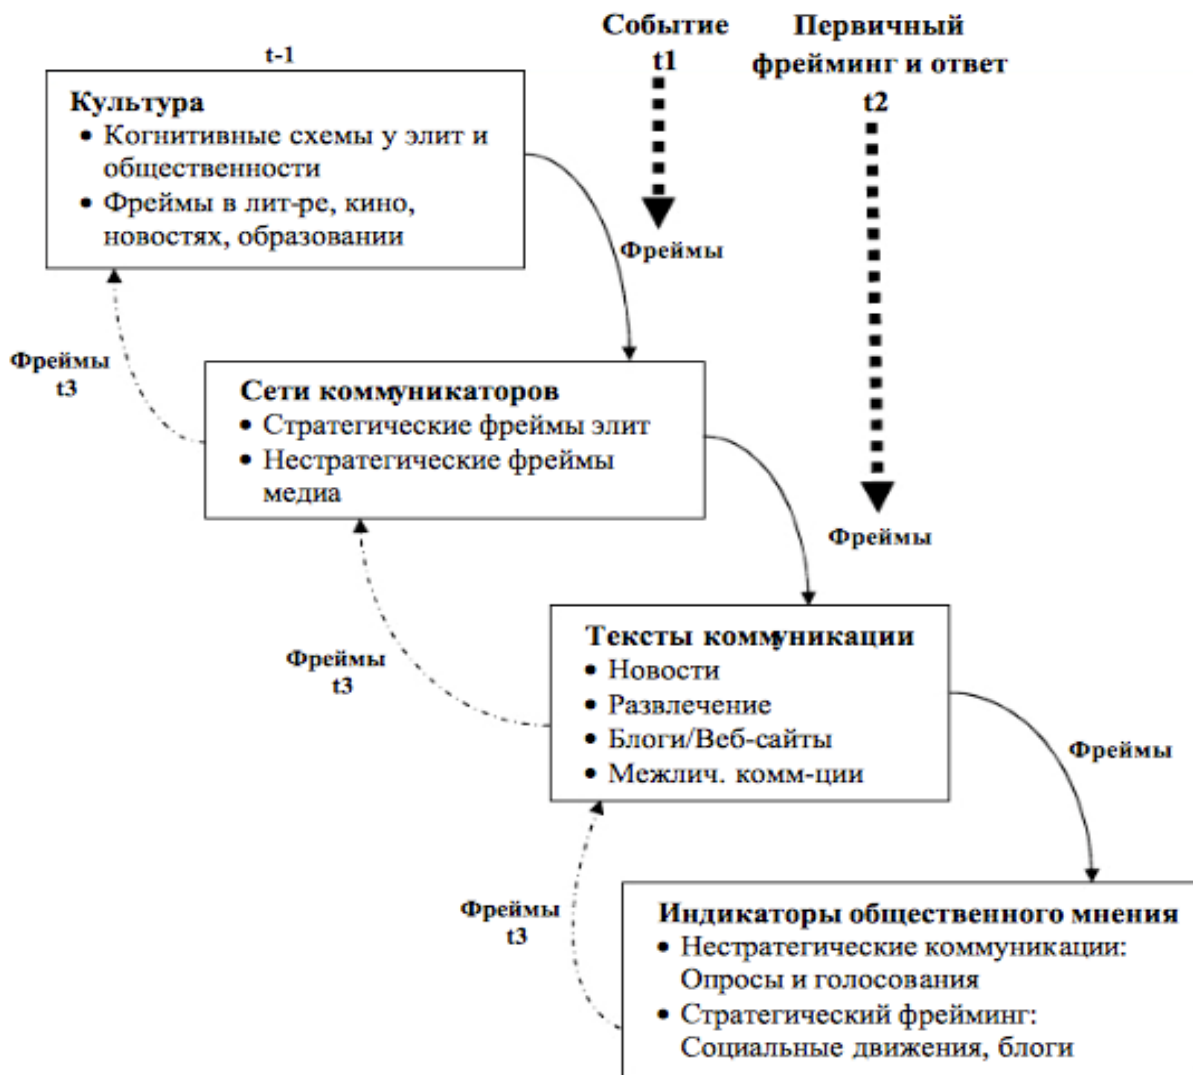 Событие
t1
Первичный
фрейминг и ответ
t2
t-1
Культура
• Когнитивные схемы у элит и
общественности
• Фреймы в лит-ре, кино,
новостях, образовании
Фреймы
Фреймы
t3
Сети коммуникаторов
• Стратегические фреймы элит
• Нестратегические фреймы
медиа
Фреймы
Фреймы
t3
Тексты коммуникации
• Новости
• Развлечение
• Блоги/Веб-сайты
• Межлич. комм-ции
Фреймы
Фреймы
t3
Индикаторы общественного мнения
• Нестратегические коммуникации:
Опросы и голосования
• Стратегический фрейминг:
Социальные движения, блоги